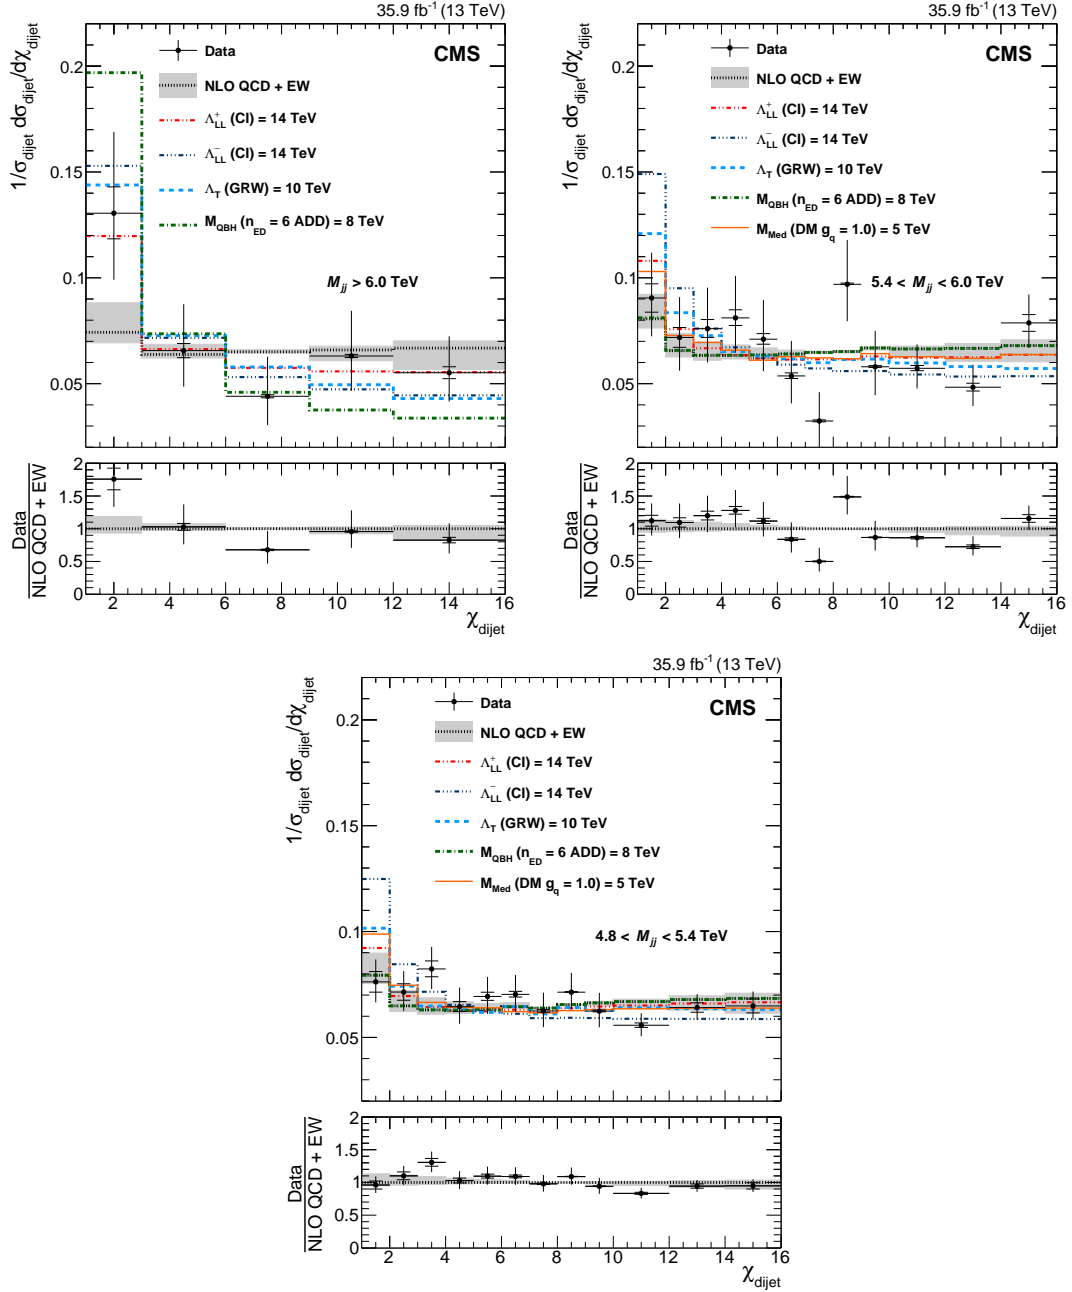 35.9 fb⁻¹ (13 TeV)
CMS
Data
NLO QCD + EW
Λ⁺LL (CI) = 14 TeV
Λ⁻LL (CI) = 14 TeV
ΛT (GRW) = 10 TeV
MQBH (nED = 6 ADD) = 8 TeV
Mjj > 6.0 TeV
1/σdijet dσdijet/dχdijet
0.2
0.15
0.1
0.05
Data
NLO QCD + EW
2
1.5
1
0.5
0
2 4 6 8 10 12 14 16
χdijet
35.9 fb⁻¹ (13 TeV)
CMS
Data
NLO QCD + EW
Λ⁺LL (CI) = 14 TeV
Λ⁻LL (CI) = 14 TeV
ΛT (GRW) = 10 TeV
MQBH (nED = 6 ADD) = 8 TeV
MMed (DM gq = 1.0) = 5 TeV
5.4 < Mjj < 6.0 TeV
1/σdijet dσdijet/dχdijet
0.2
0.15
0.1
0.05
Data
NLO QCD + EW
2
1.5
1
0.5
0
2 4 6 8 10 12 14 16
χdijet
35.9 fb⁻¹ (13 TeV)
CMS
Data
NLO QCD + EW
Λ⁺LL (CI) = 14 TeV
Λ⁻LL (CI) = 14 TeV
ΛT (GRW) = 10 TeV
MQBH (nED = 6 ADD) = 8 TeV
MMed (DM gq = 1.0) = 5 TeV
4.8 < Mjj < 5.4 TeV
1/σdijet dσdijet/dχdijet
0.2
0.15
0.1
0.05
Data
NLO QCD + EW
2
1.5
1
0.5
0
2 4 6 8 10 12 14 16
χdijet